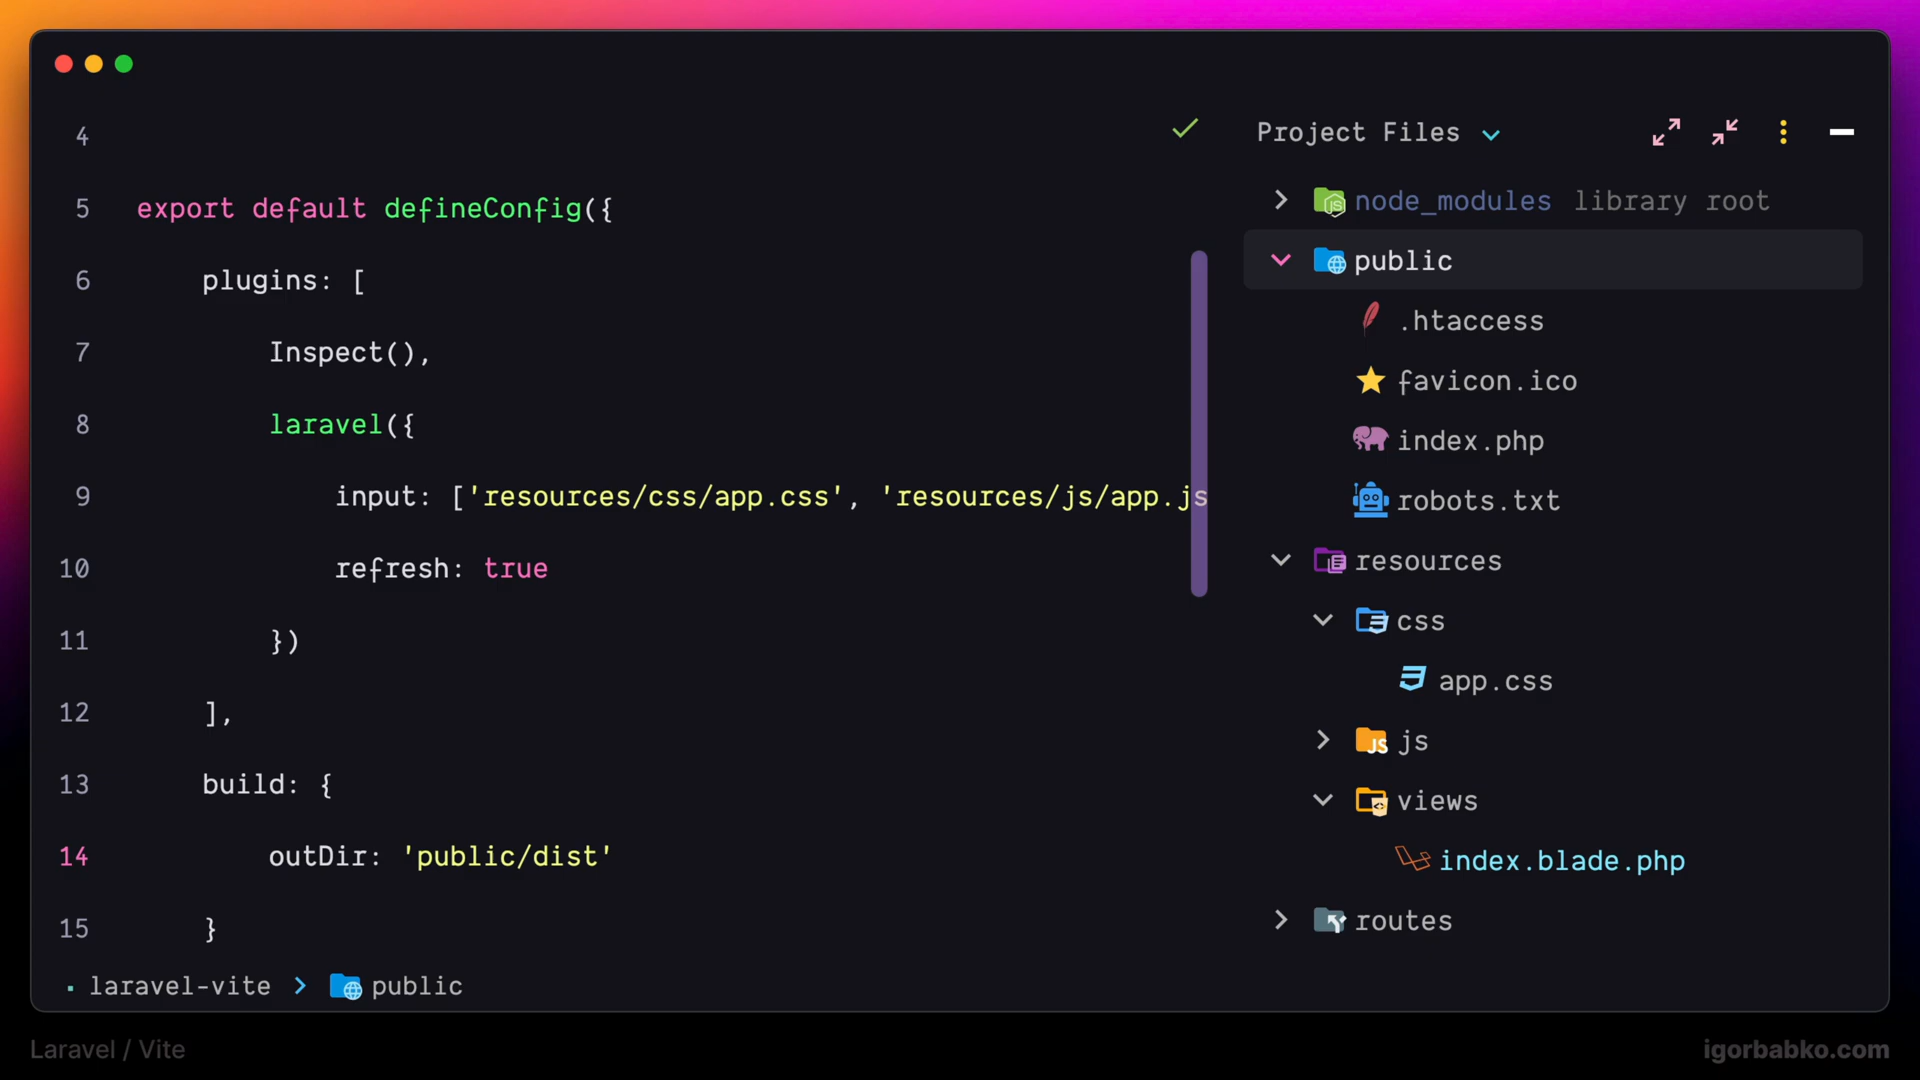 4
5 export default defineConfig({
6 plugins: [
7 Inspect(),
8 laravel({
9 input: ['resources/css/app.css', 'resources/js/app.js
10 refresh: true
11 })
12 ],
13 build: {
14 outDir: 'public/dist'
15 }
laravel-vite > public
Project Files
node_modules library root
public
.htaccess
favicon.ico
index.php
robots.txt
resources
css
app.css
js
views
index.blade.php
routes
Laravel / Vite
igorbabko.com